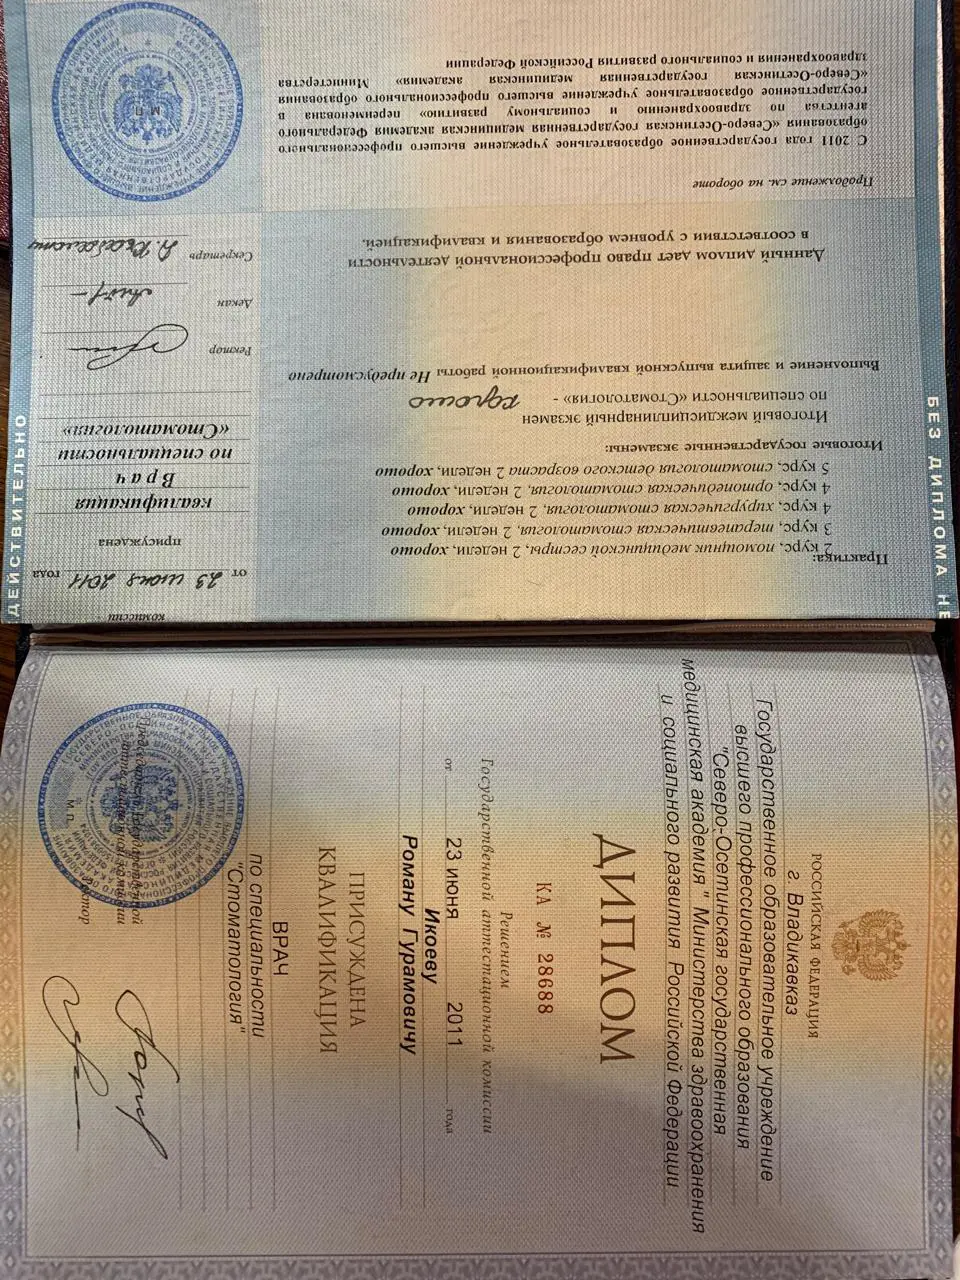 РОССИЙСКАЯ ФЕДЕРАЦИЯ
г. Владикавказ
Государственное образовательное учреждение
высшего профессионального образования
"Северо-Осетинская государственная
медицинская академия" Министерства здравоохранения
и социального развития Российской Федерации
ДИПЛОМ
КА № 28688
Решением
Государственной аттестационной комиссии
от 23 июня 2011 года
Икоеву
Роману Гурамовичу
ПРИСУЖДЕНА
КВАЛИФИКАЦИЯ
ВРАЧ
по специальности
"Стоматология"
Председатель Государственной
аттестационной комиссии
Ректор
М.П.
БЕЗ ДИПЛОМА НЕ
ДЕЙСТВИТЕЛЬНО
Практика:
2 курс, помощник медицинской сестры, 2 недели, хорошо
3 курс, терапевтическая стоматология, 2 недели, хорошо
4 курс, хирургическая стоматология, 2 недели, хорошо
4 курс, ортопедическая стоматология, 2 недели, хорошо
5 курс, стоматология детского возраста 2 недели, хорошо
Итоговые государственные экзамены:
Итоговый междисциплинарный экзамен
по специальности «Стоматология» - хорошо
Выполнение и защита выпускной квалификационной работы Не предусмотрено
Данный диплом дает право профессиональной деятельности
в соответствии с уровнем образования и квалификацией.
Продолжение см. на обороте
С 2011 года государственное образовательное учреждение высшего профессионального
образования «Северо-Осетинская государственная медицинская академия Федерального
агентства по здравоохранению и социальному развитию» переименована в
государственное образовательное учреждение высшего профессионального образования
«Северо-Осетинская государственная медицинская академия» Министерства
здравоохранения и социального развития Российской Федерации
комиссии
от 23 июня 2011 года
присуждена
квалификация
Врач
по специальности
«Стоматология»
Ректор
Декан
Секретарь
М.П.